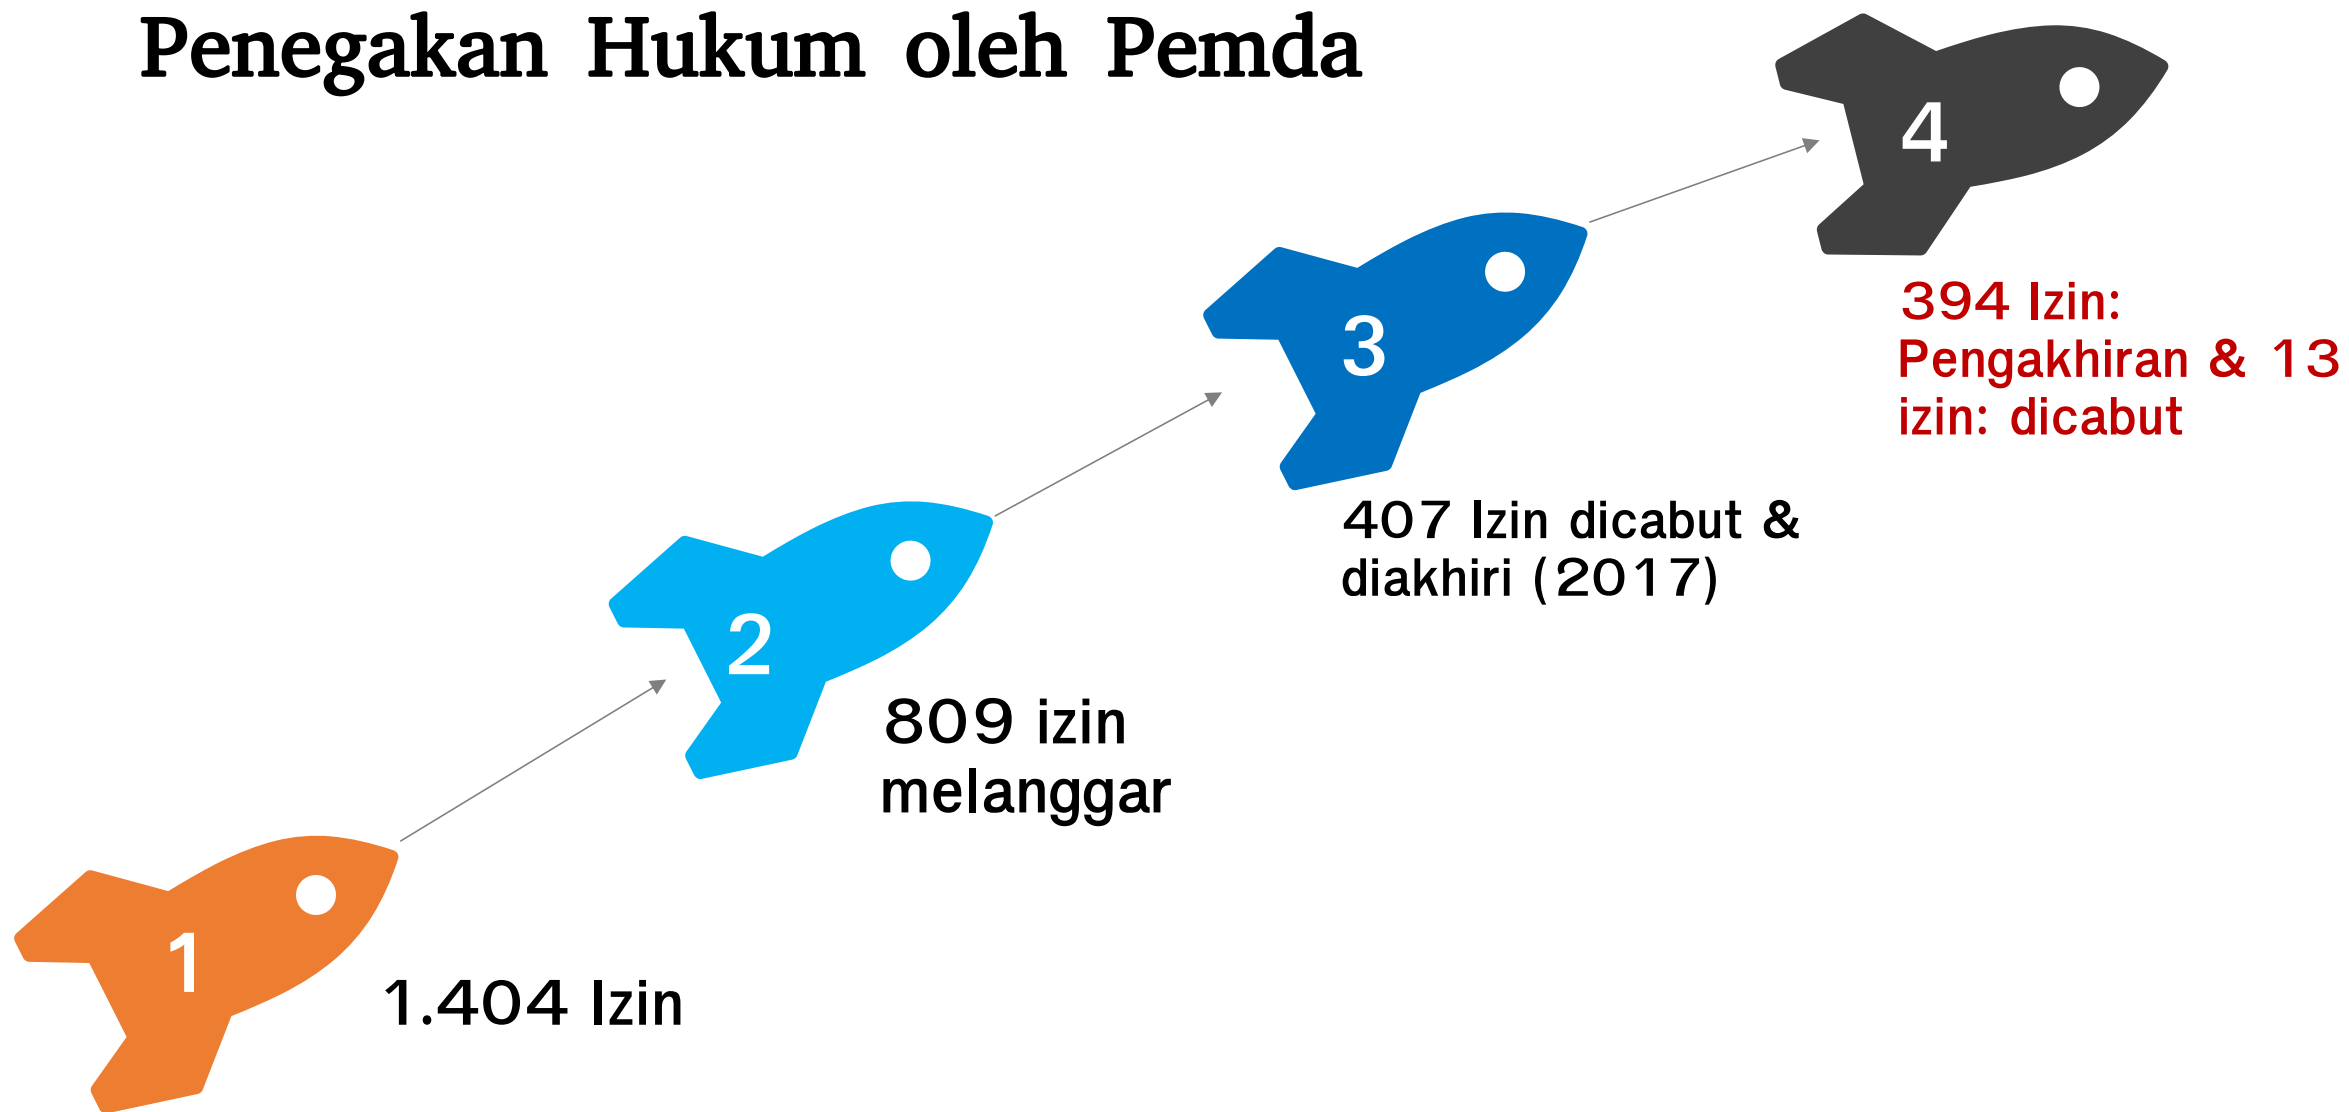 Penegakan Hukum oleh Pemda
1
1.404 Izin
2
809 izin
melanggar
3
407 Izin dicabut &
diakhiri (2017)
4
394 Izin:
Pengakhiran & 13
izin: dicabut